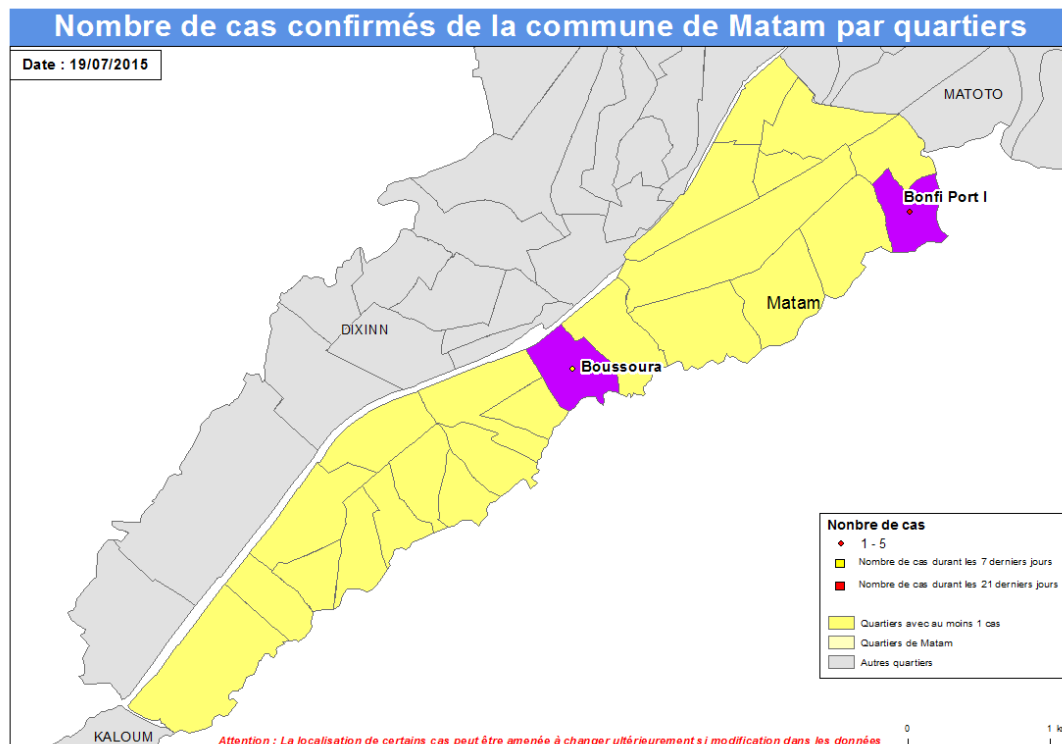 Nombre de cas confirmés de la commune de Matam par quartiers
Date : 19/07/2015
MATOTO
Bonfi Port I
Matam
DIXINN
Boussoura
Nonbre de cas
1 - 5
Nombre de cas durant les 7 derniers jours
Nombre de cas durant les 21 derniers jours
Quartiers avec au moins 1 cas
Quartiers de Matam
Autres quartiers
KALOUM
0
1
Attention : La localisation de certains cas peut être amenée à changer ultérieurement si modification dans les données